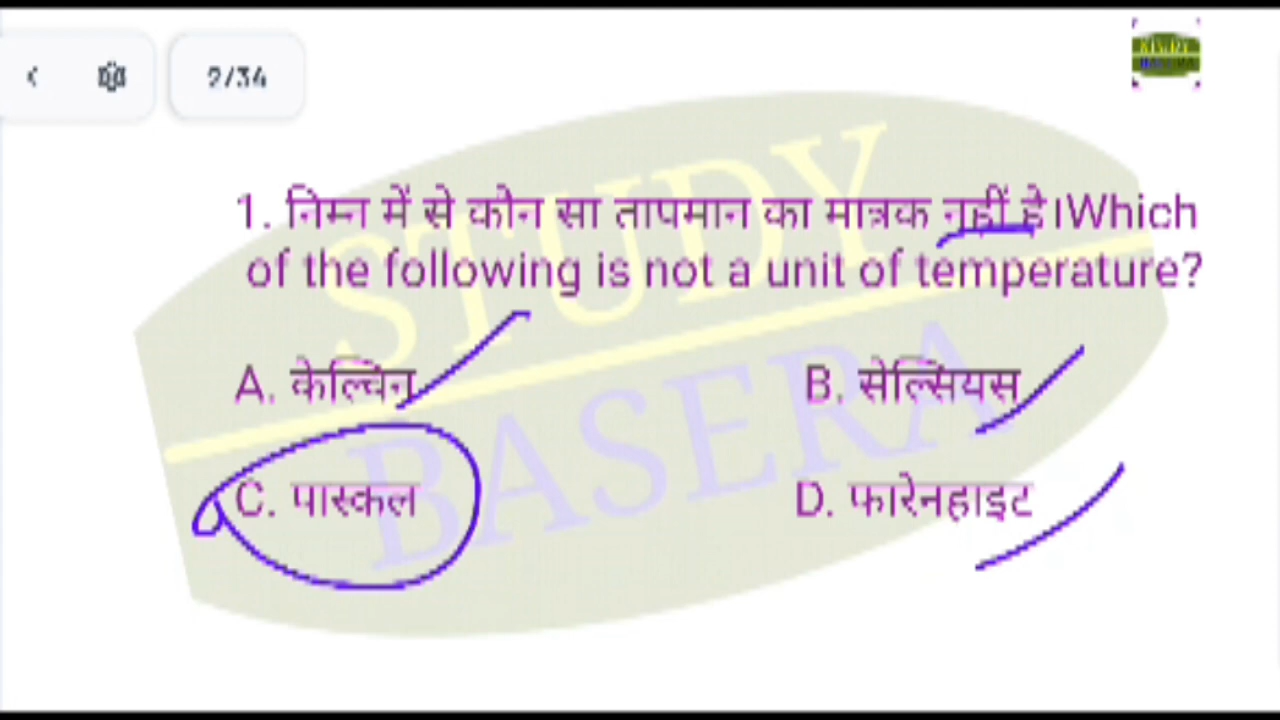 2/34
1. निम्न में से कौन सा तापमान का मात्रक नहीं है।Which
of the following is not a unit of temperature?
A. केल्विन
B. सेल्सियस
C. पास्कल
D. फारेनहाइट
STUDY
BASERA